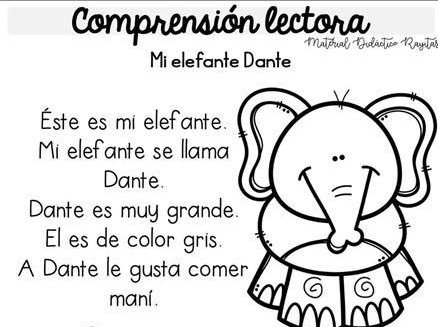 Comprensión lectora
Material Didáctico Rayitas
Mi elefante Dante
Éste es mi elefante.
Mi elefante se llama
Dante.
Dante es muy grande.
El es de color gris.
A Dante le gusta comer
maní.